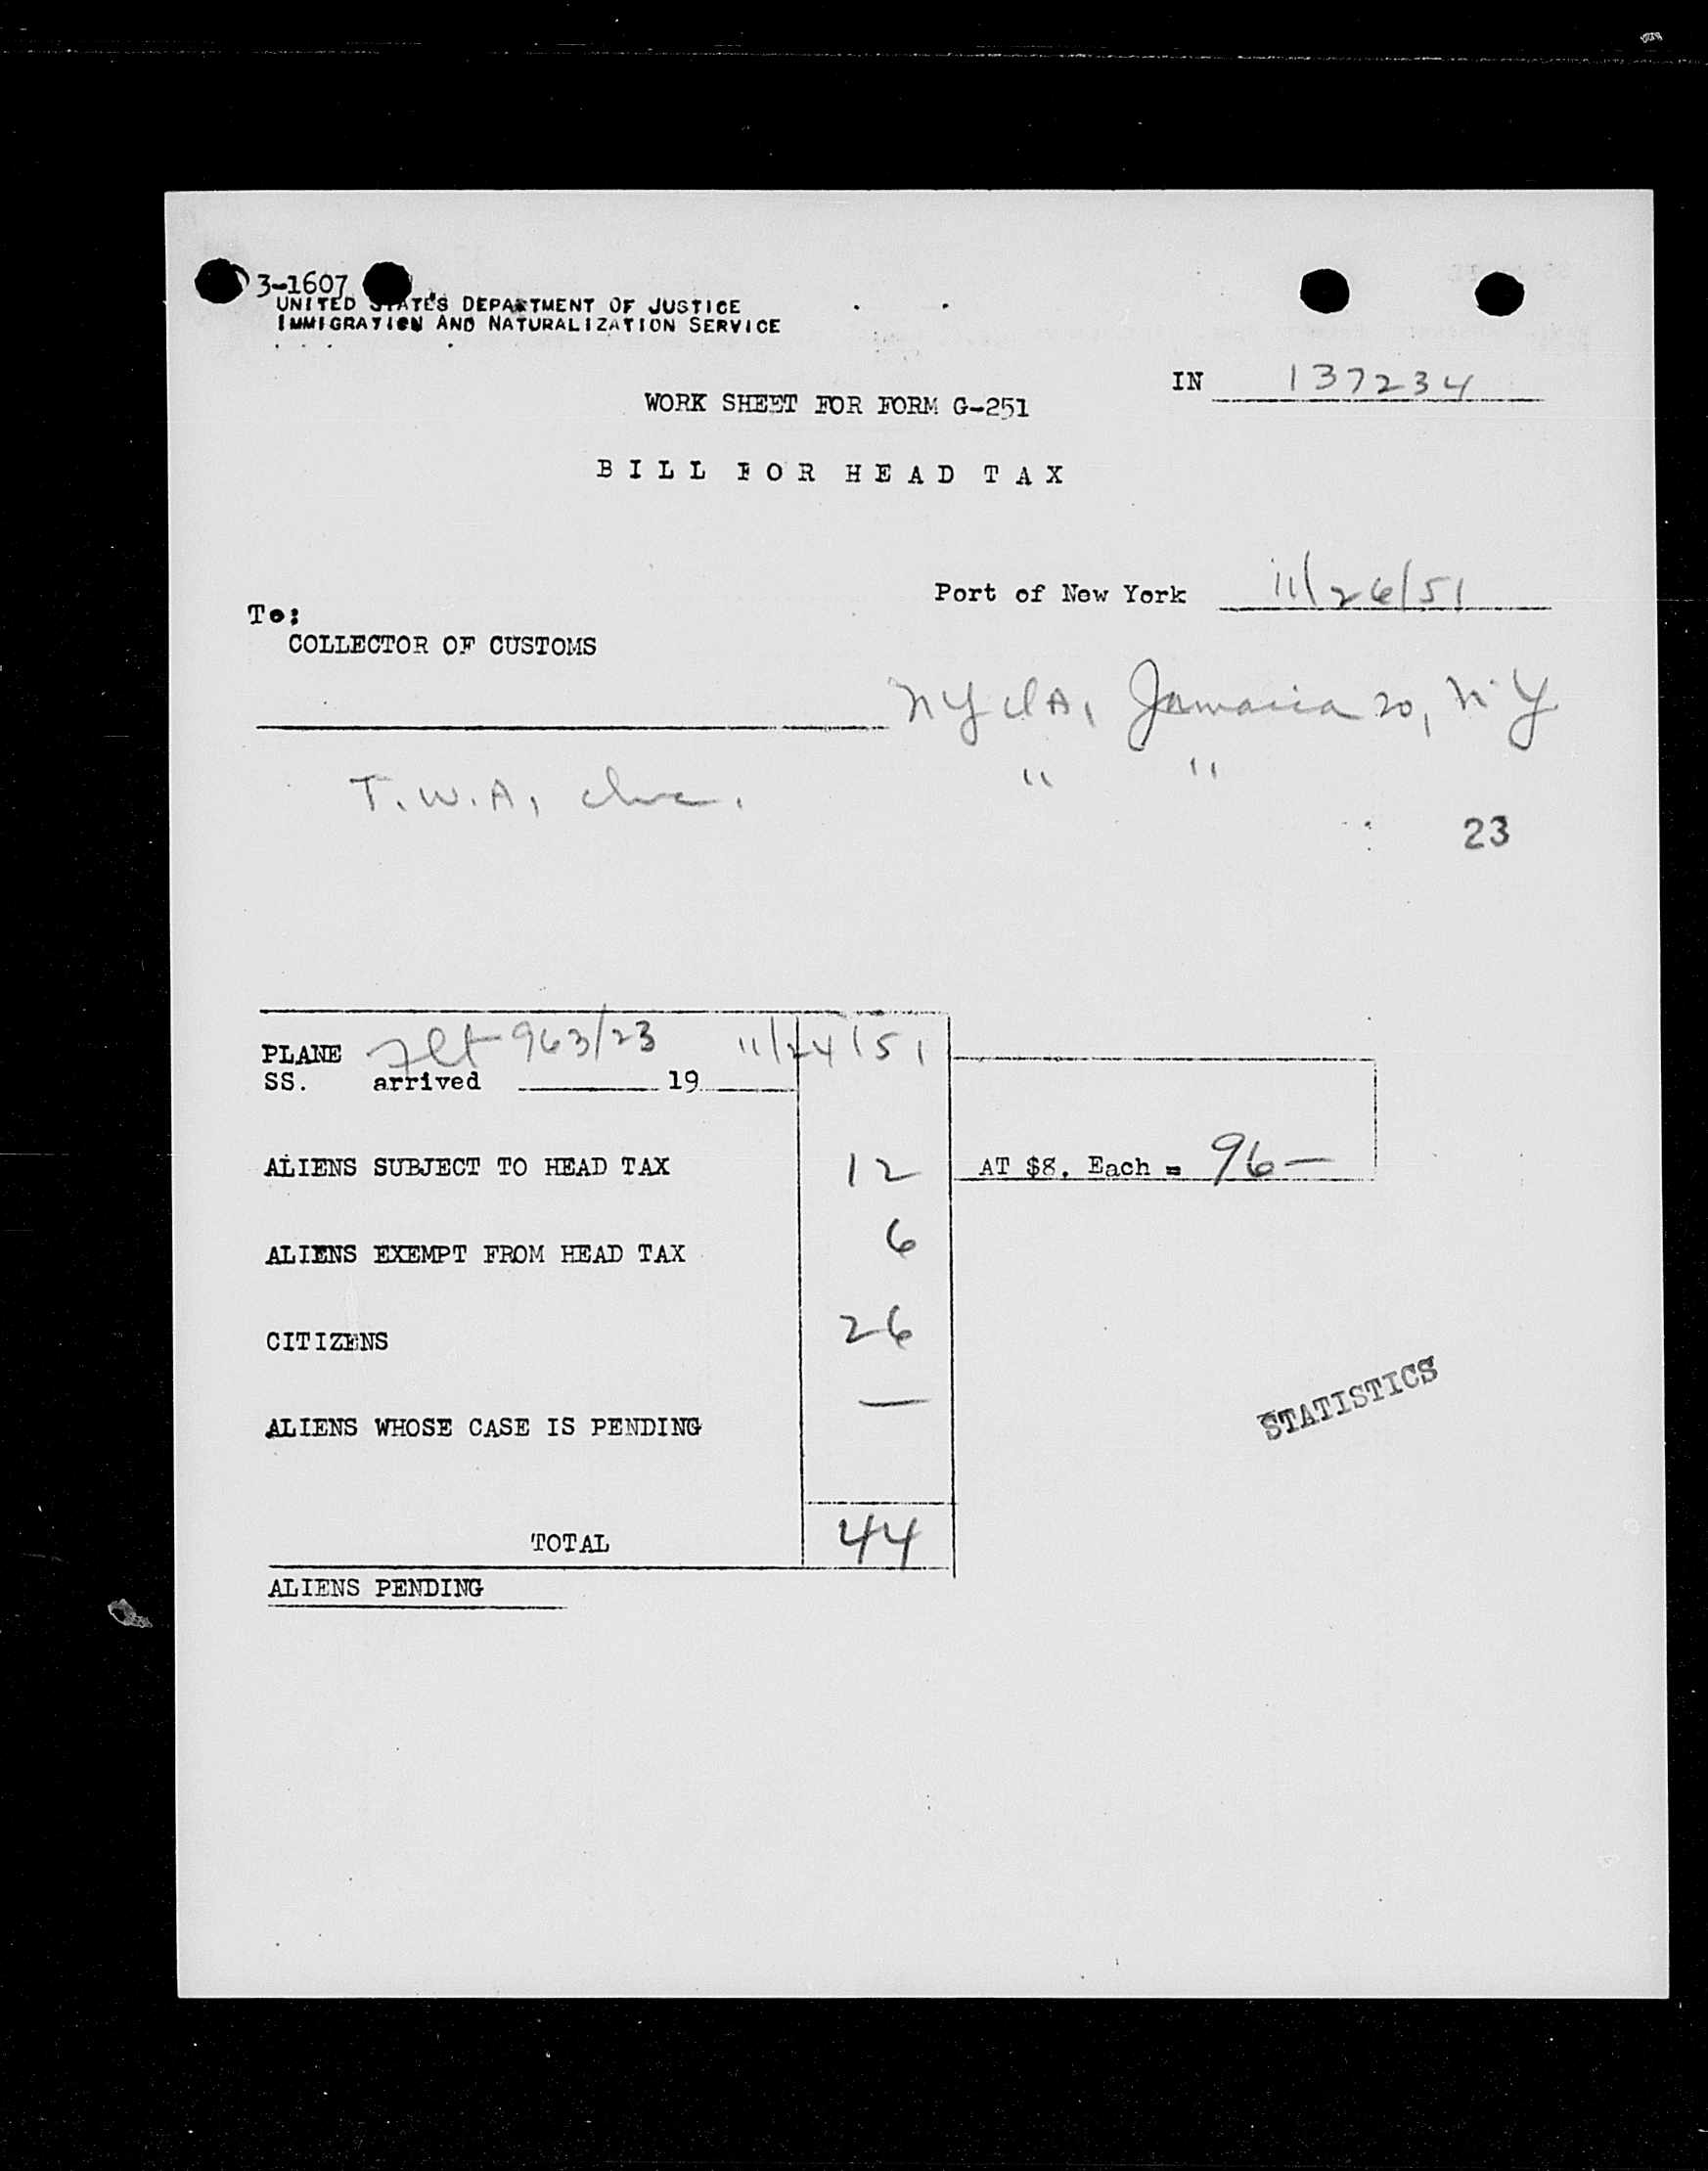 3-1607
UNITED STATES DEPARTMENT OF JUSTICE
IMMIGRATION AND NATURALIZATION SERVICE
IN 137234
WORK SHEET FOR FORM G-251
BILL FOR HEAD TAX
Port of New York 11/26/51
To:
COLLECTOR OF CUSTOMS
NYIA, Jamaica 20, NY
T.W.A, Inc. " "
23
PLANE Flt 963/23 11/24/51
SS. arrived 19
ALIENS SUBJECT TO HEAD TAX 12 AT $8. Each = 96—
ALIENS EXEMPT FROM HEAD TAX 6
CITIZENS 26
ALIENS WHOSE CASE IS PENDING —
STATISTICS
TOTAL 44
ALIENS PENDING